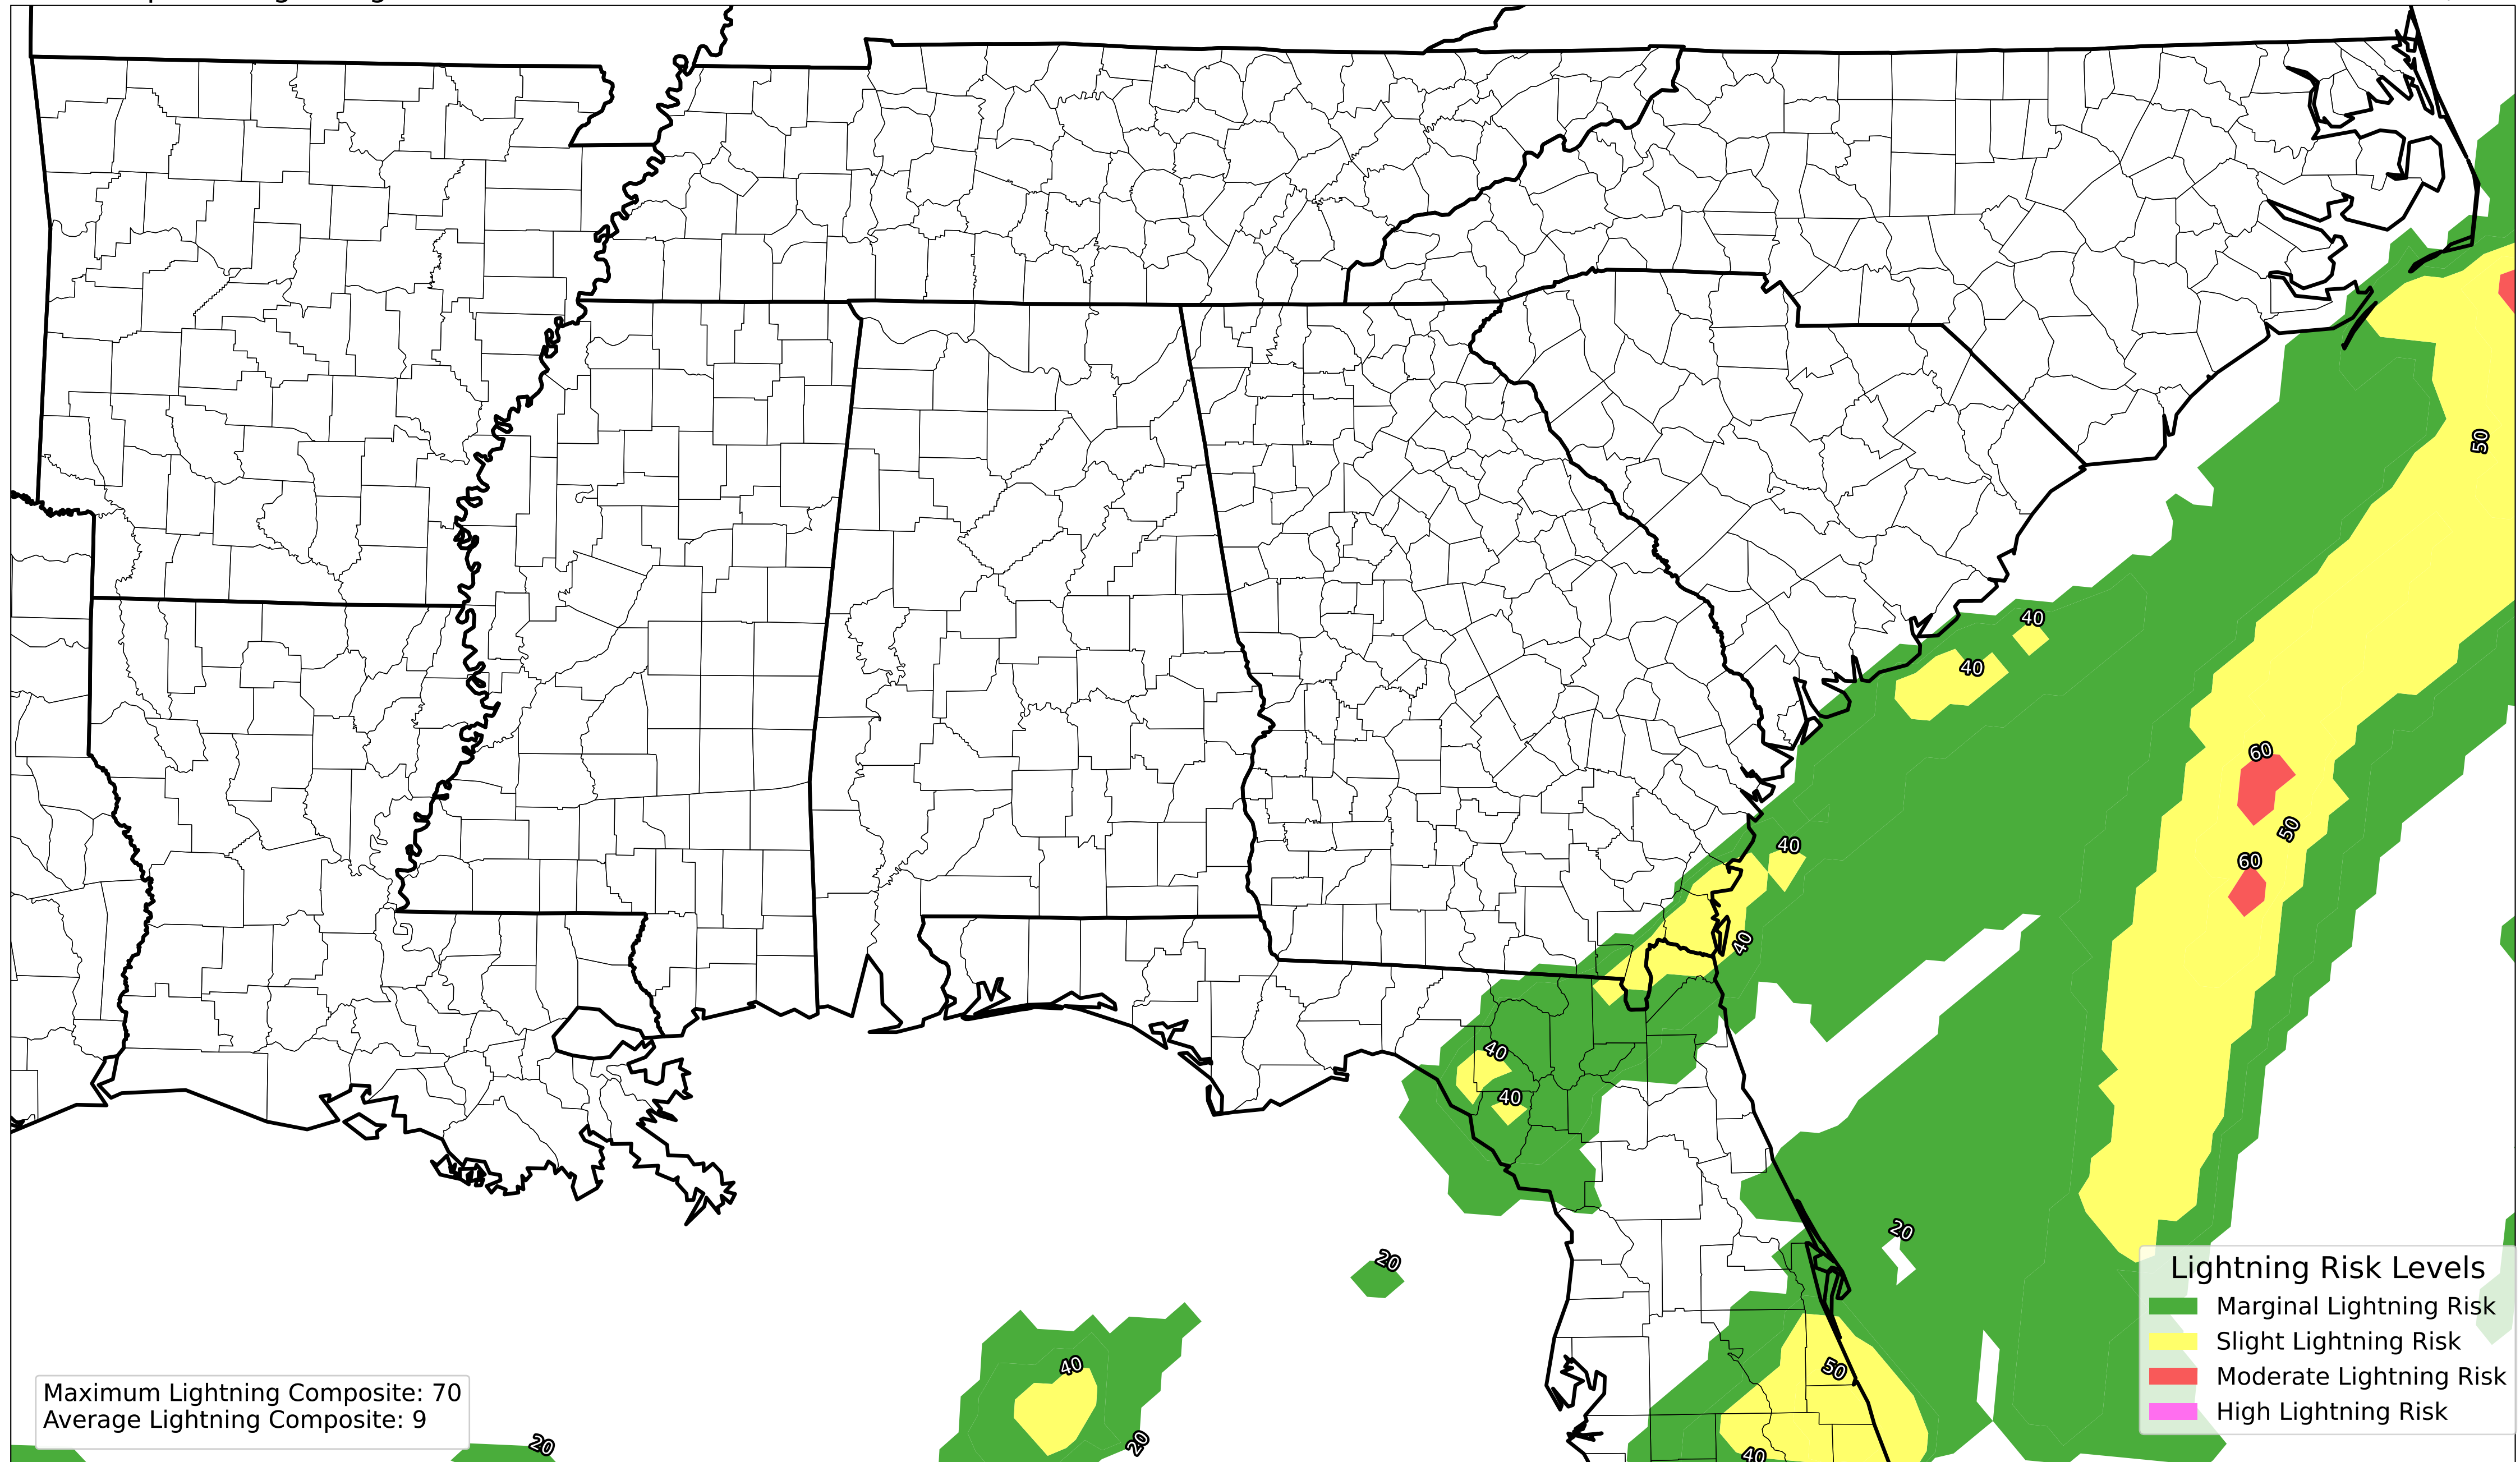 50
40
40
60
50
40
60
40
40
40
20
20
50
40
20
20
40
Lightning Risk Levels
Marginal Lightning Risk
Slight Lightning Risk
Moderate Lightning Risk
High Lightning Risk
Maximum Lightning Composite: 70
Average Lightning Composite: 9